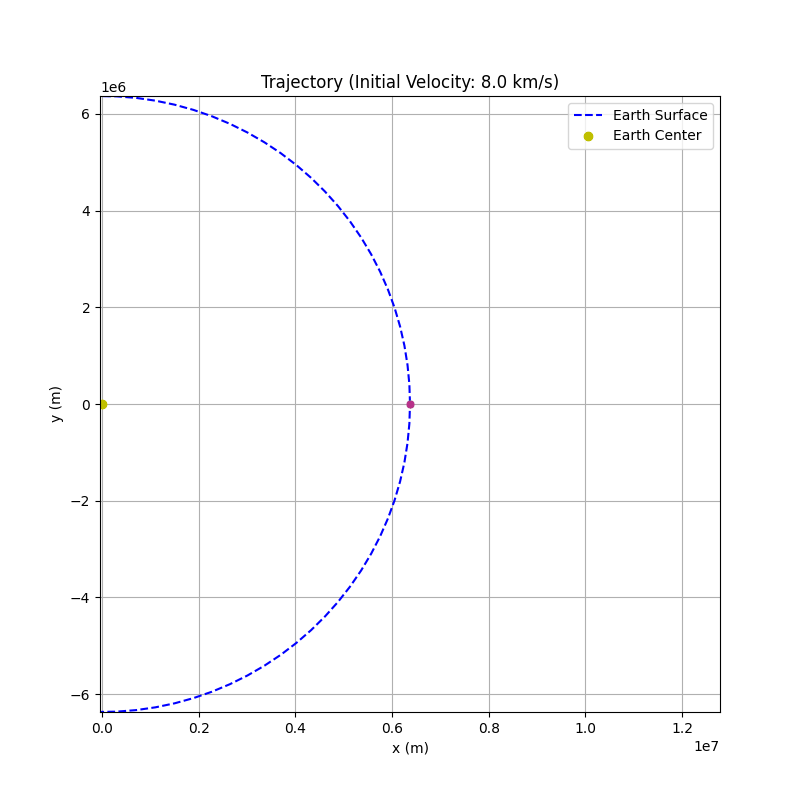 Trajectory (Initial Velocity: 8.0 km/s)
1e6
Earth Surface
Earth Center
6
4
2
0
−2
−4
−6
y (m)
0.0 0.2 0.4 0.6 0.8 1.0 1.2
x (m)
1e7